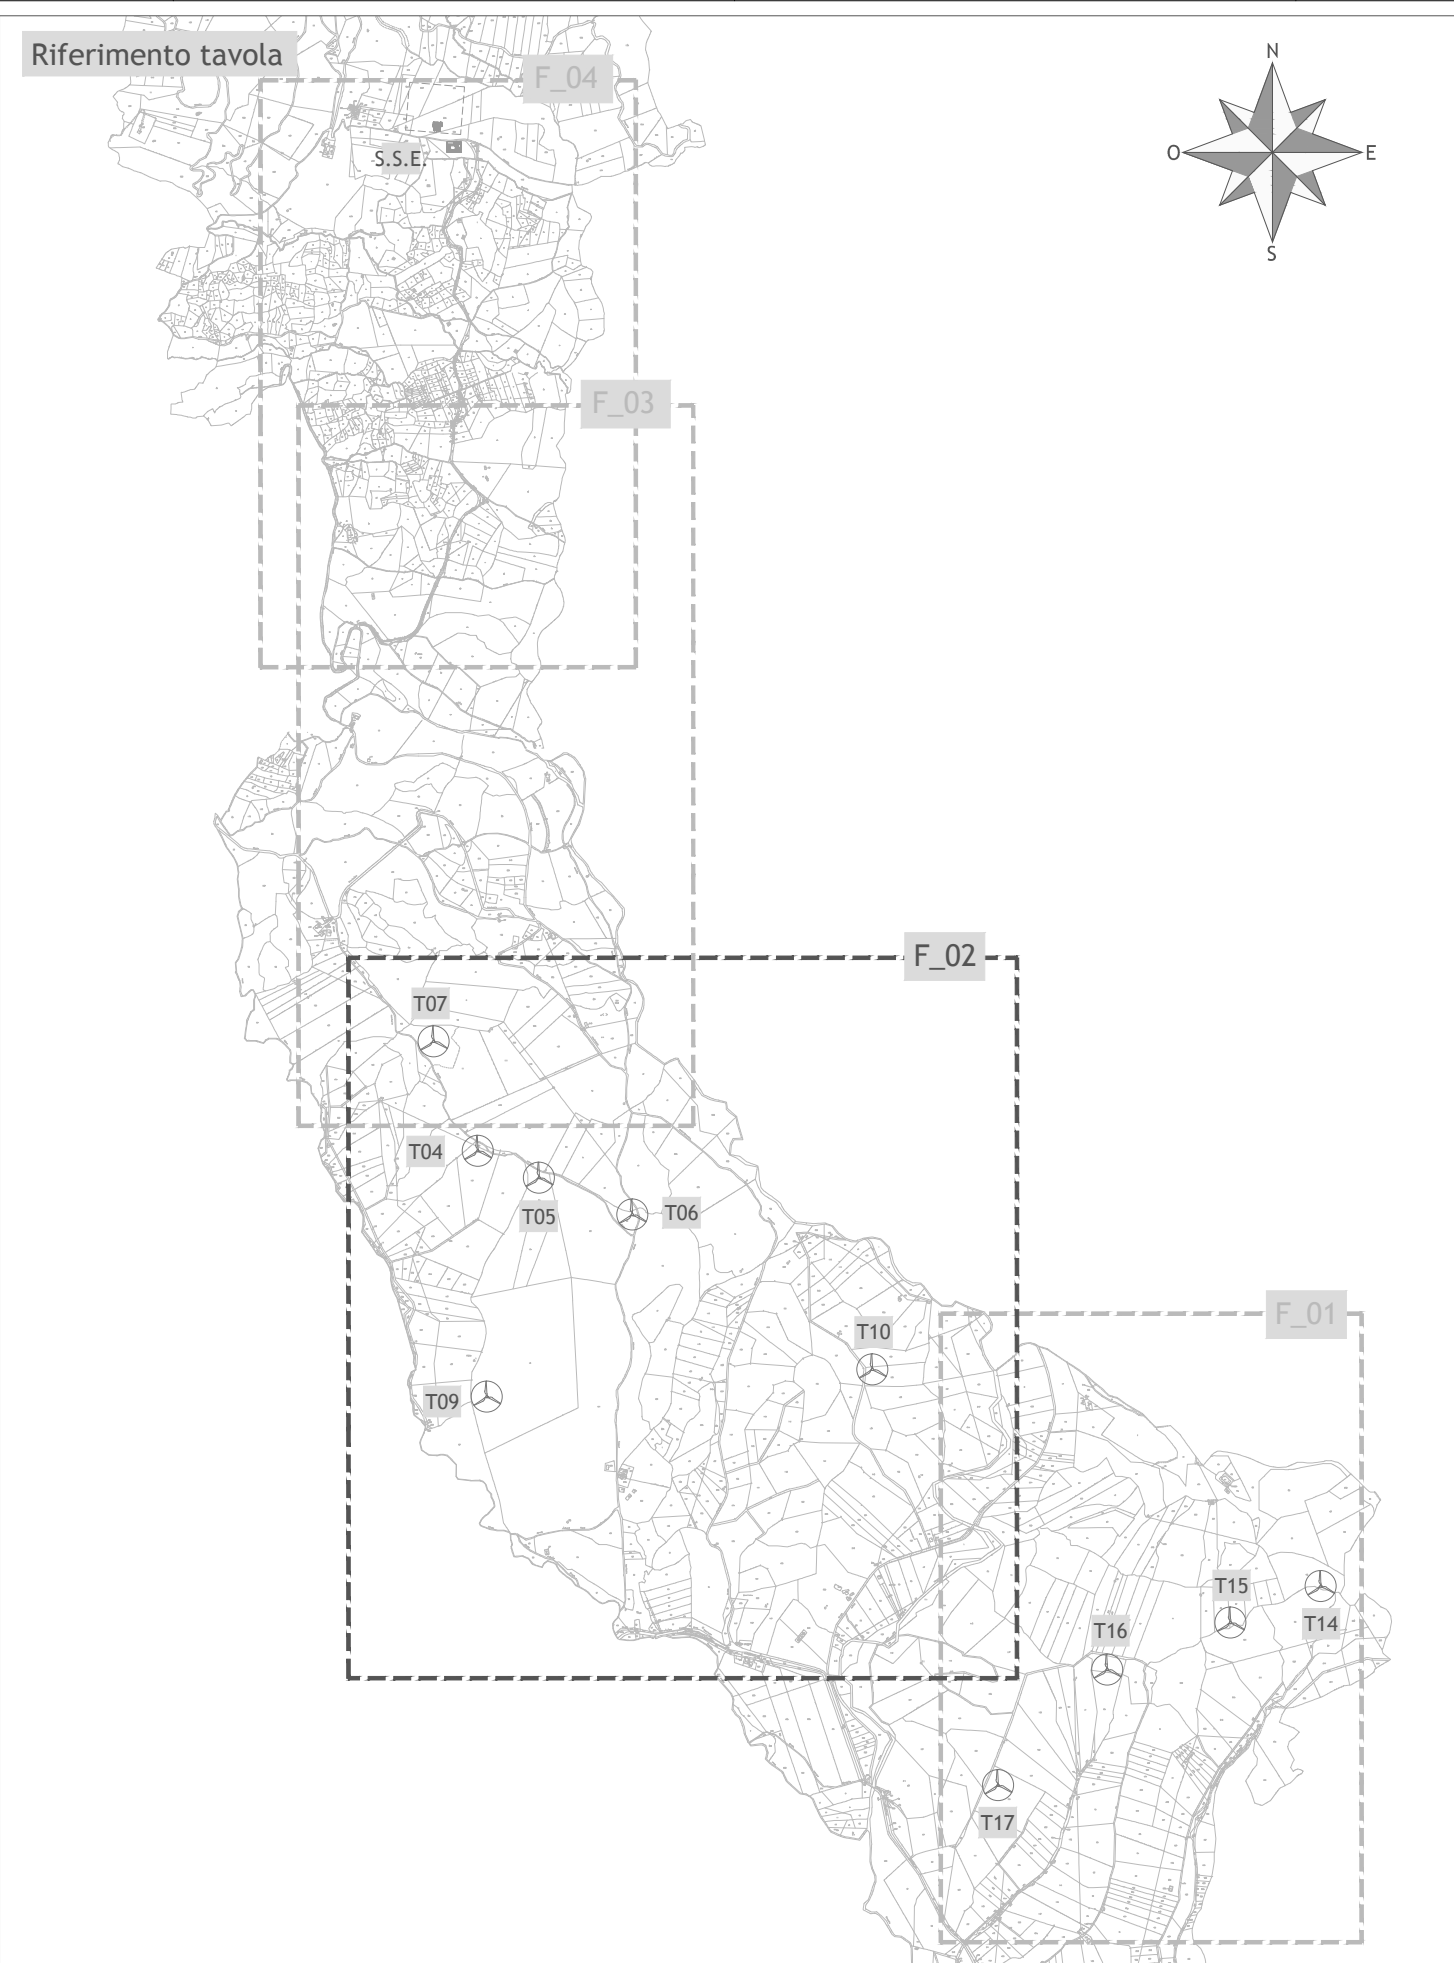 Riferimento tavola
N
F_04
O
E
S.S.E.
S
F_03
F_02
T07
T04
T05
T06
F_01
T10
T09
T15
T14
T16
T17